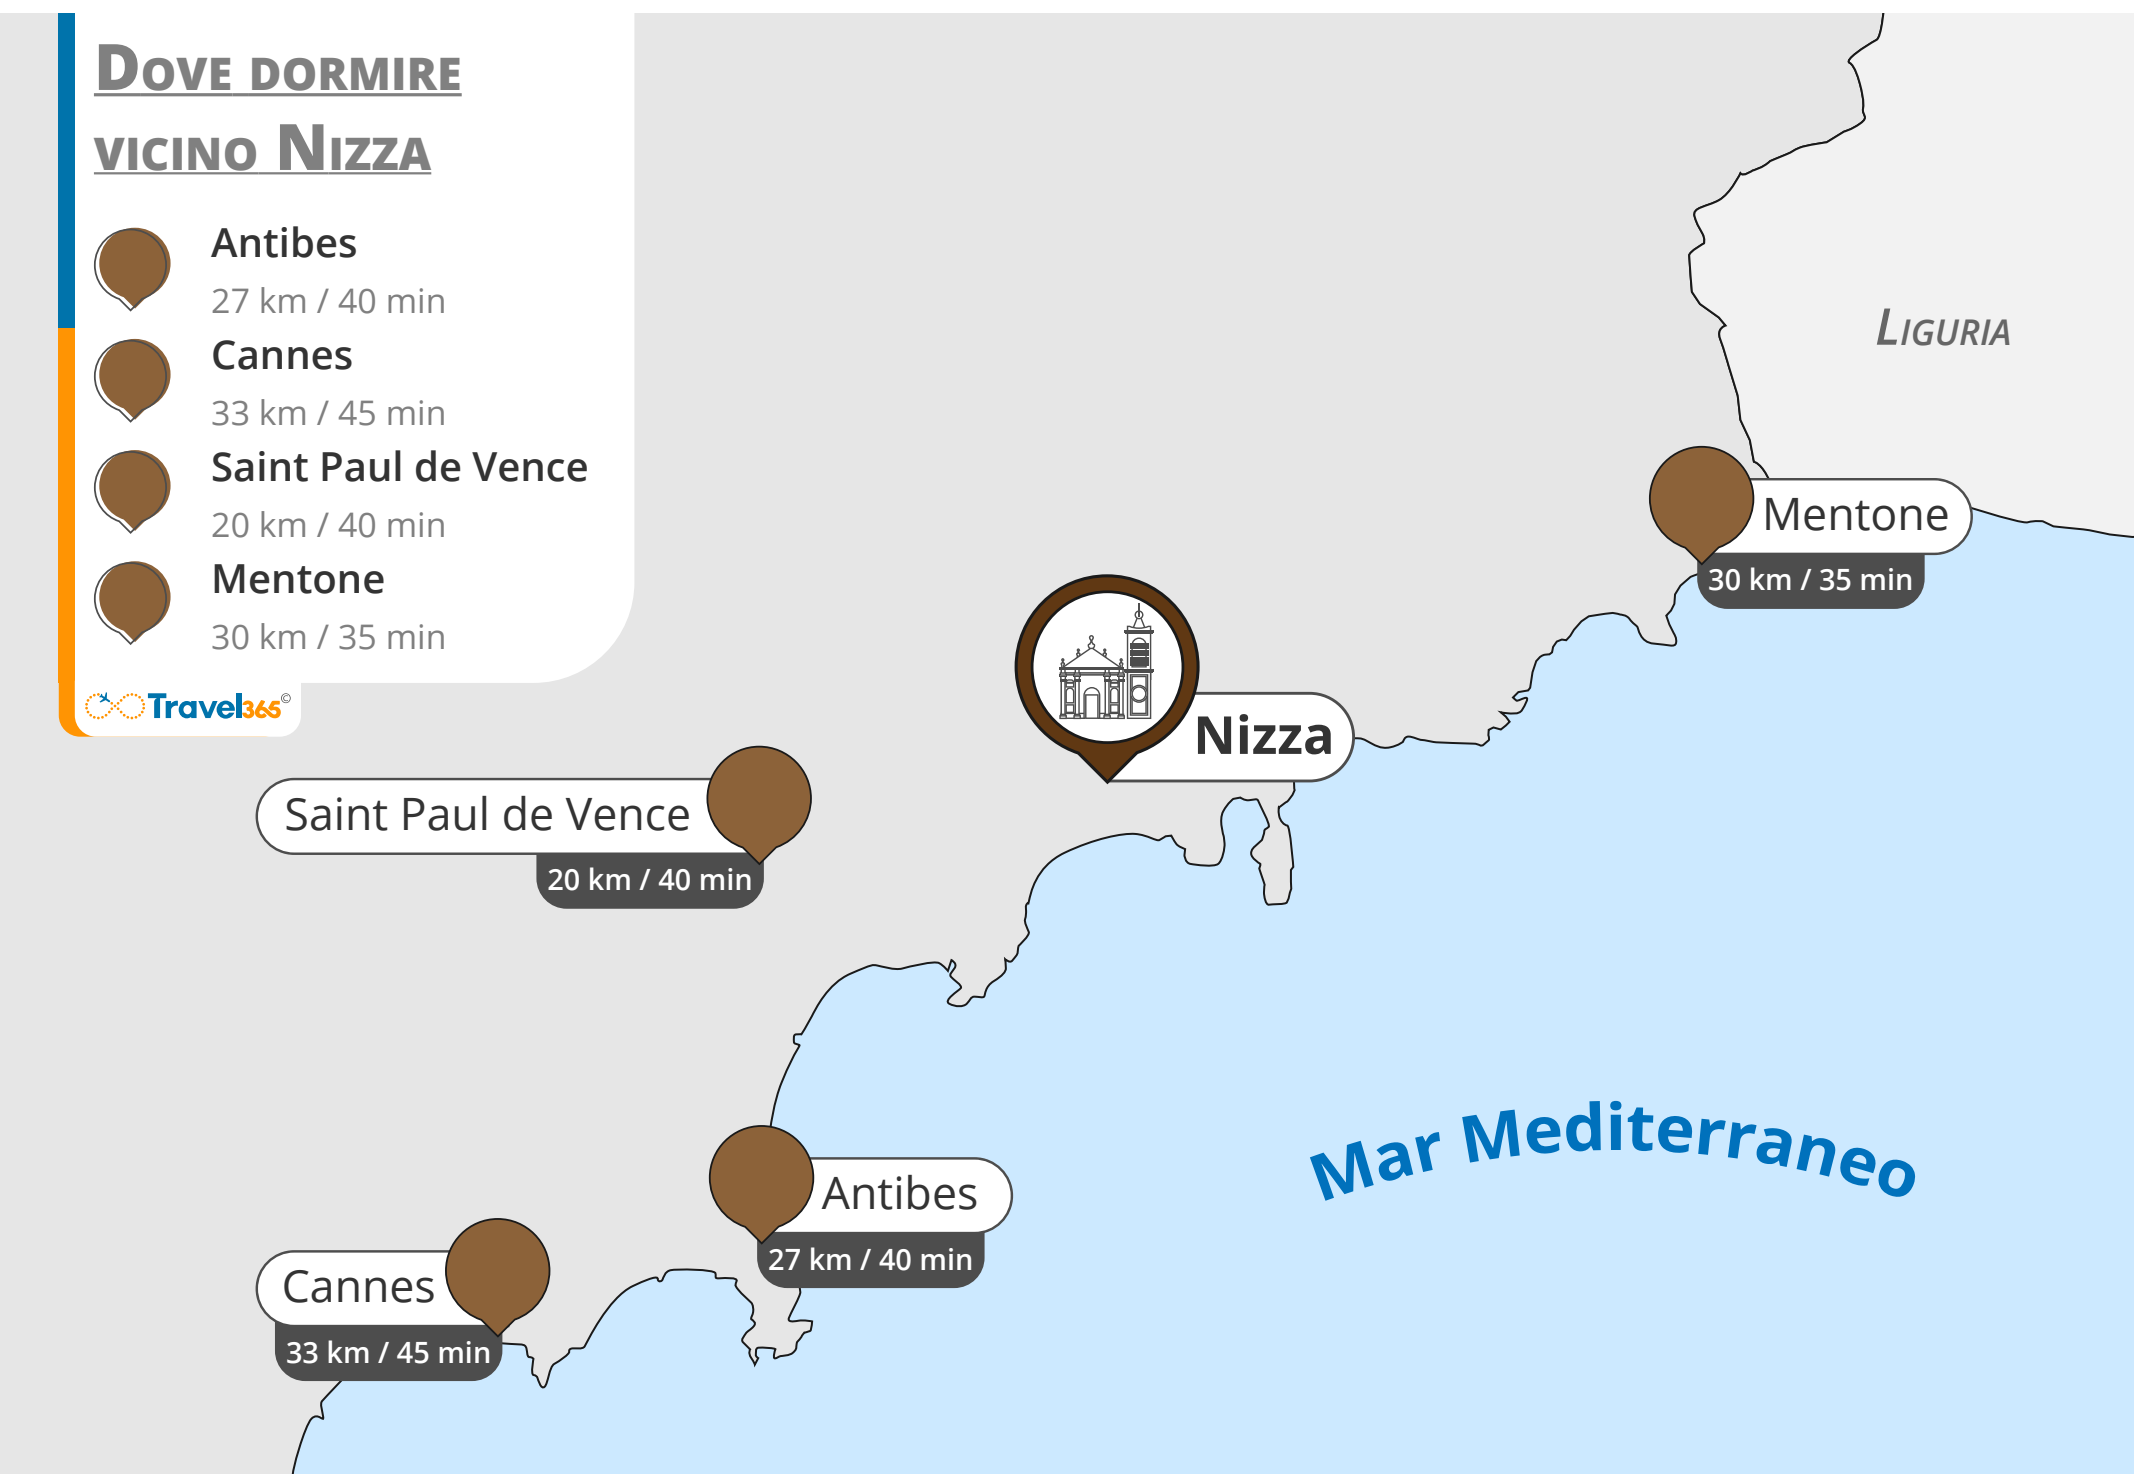 Dove dormire
vicino Nizza
Antibes
27 km / 40 min
Cannes
33 km / 45 min
Saint Paul de Vence
20 km / 40 min
Mentone
30 km / 35 min
Travel365©
Liguria
Mentone
30 km / 35 min
Nizza
Saint Paul de Vence
20 km / 40 min
Mar Mediterraneo
Antibes
27 km / 40 min
Cannes
33 km / 45 min